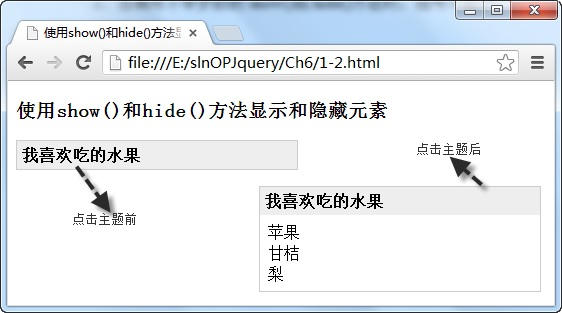 使用show()和hide()方法显示
file:///E:/slnOPJquery/Ch6/1-2.html
使用show()和hide()方法显示和隐藏元素
我喜欢吃的水果
点击主题后
点击主题前
我喜欢吃的水果
苹果
甘桔
梨